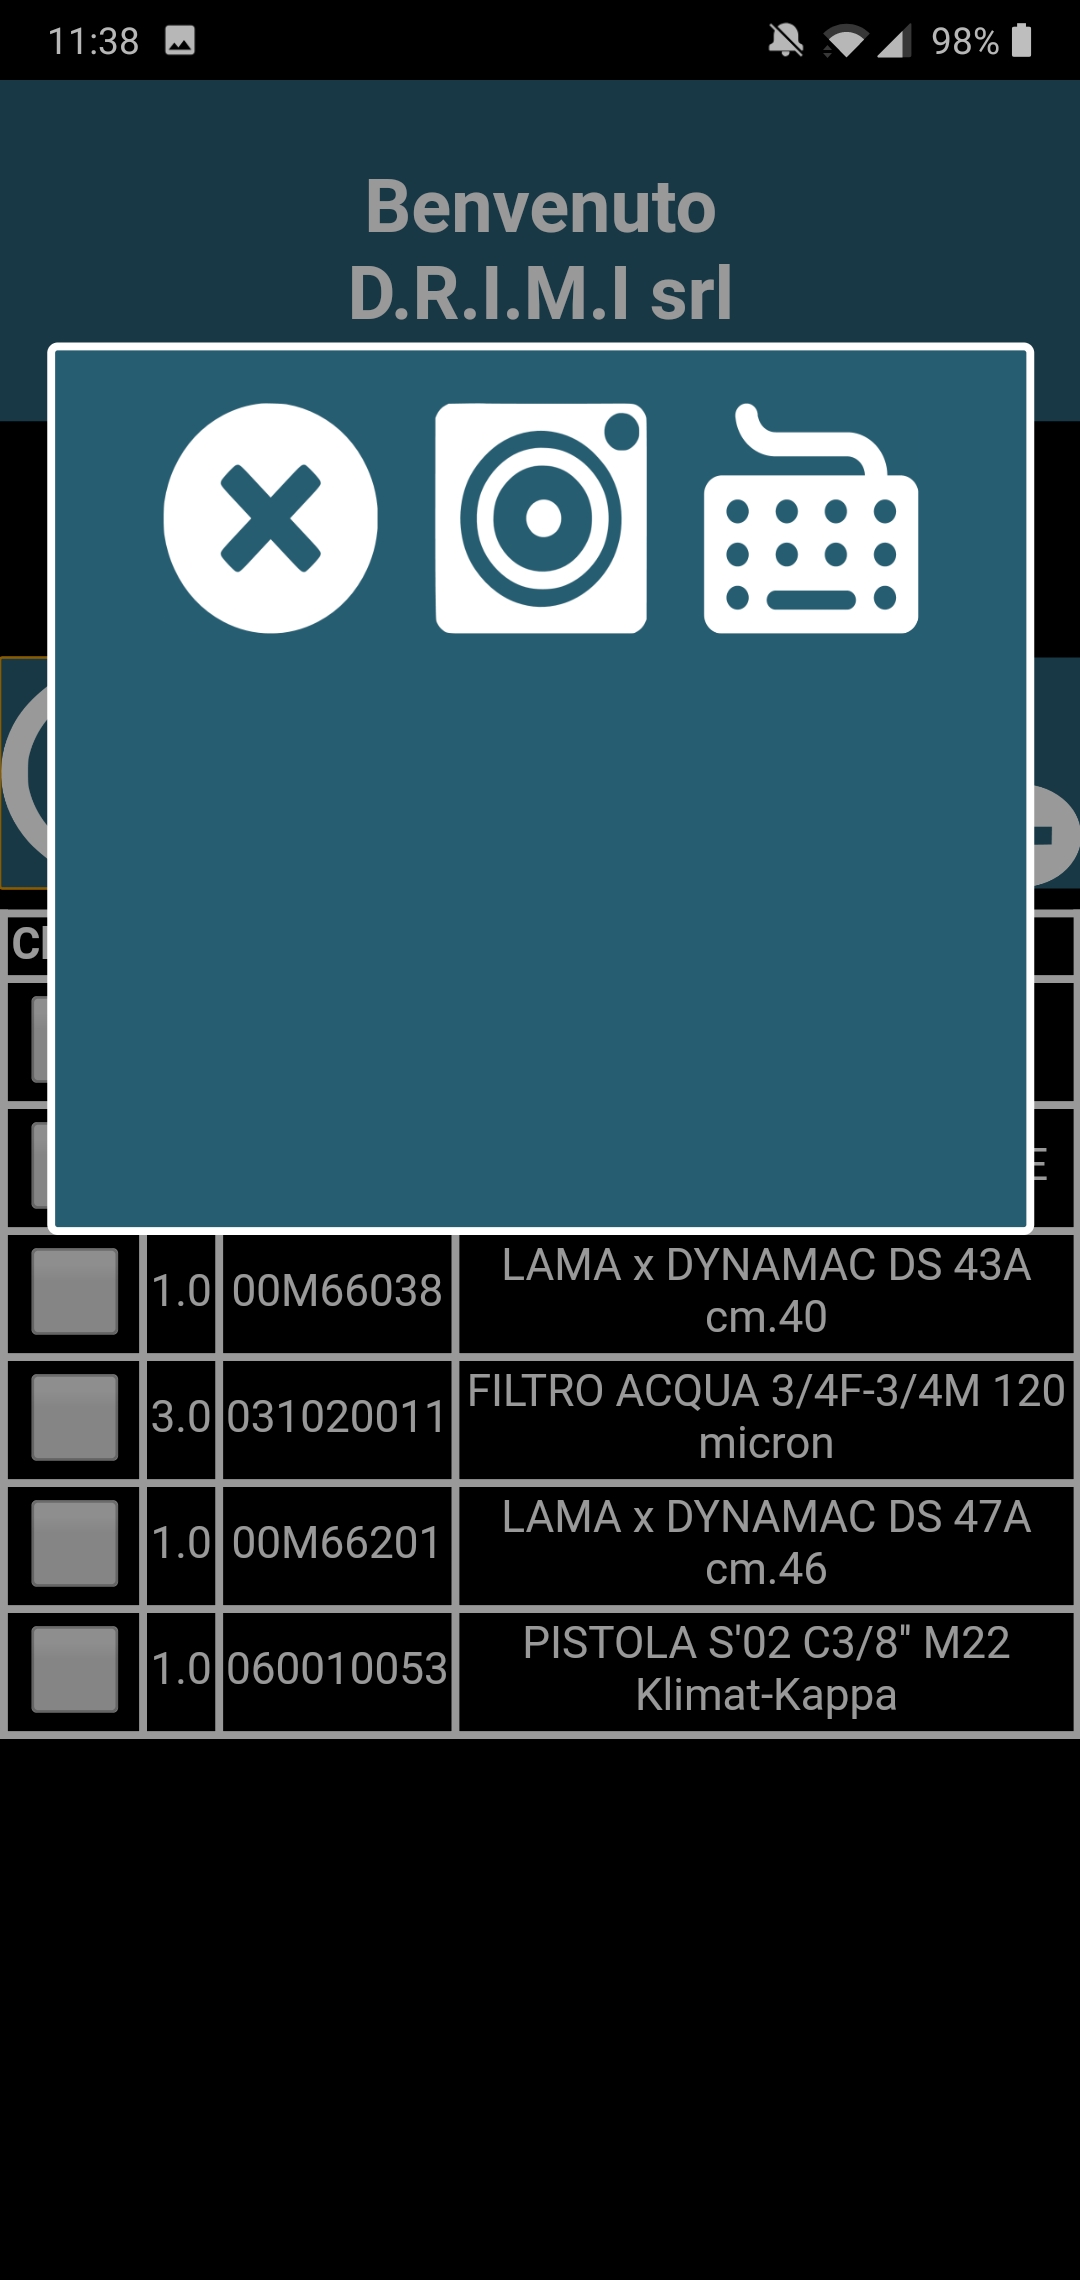 11:38
98%
Benvenuto
D.R.I.M.I srl
1.0 00M66038 LAMA x DYNAMAC DS 43A
cm.40
3.0 031020011 FILTRO ACQUA 3/4F-3/4M 120
micron
1.0 00M66201 LAMA x DYNAMAC DS 47A
cm.46
1.0 060010053 PISTOLA S'02 C3/8" M22
Klimat-Kappa